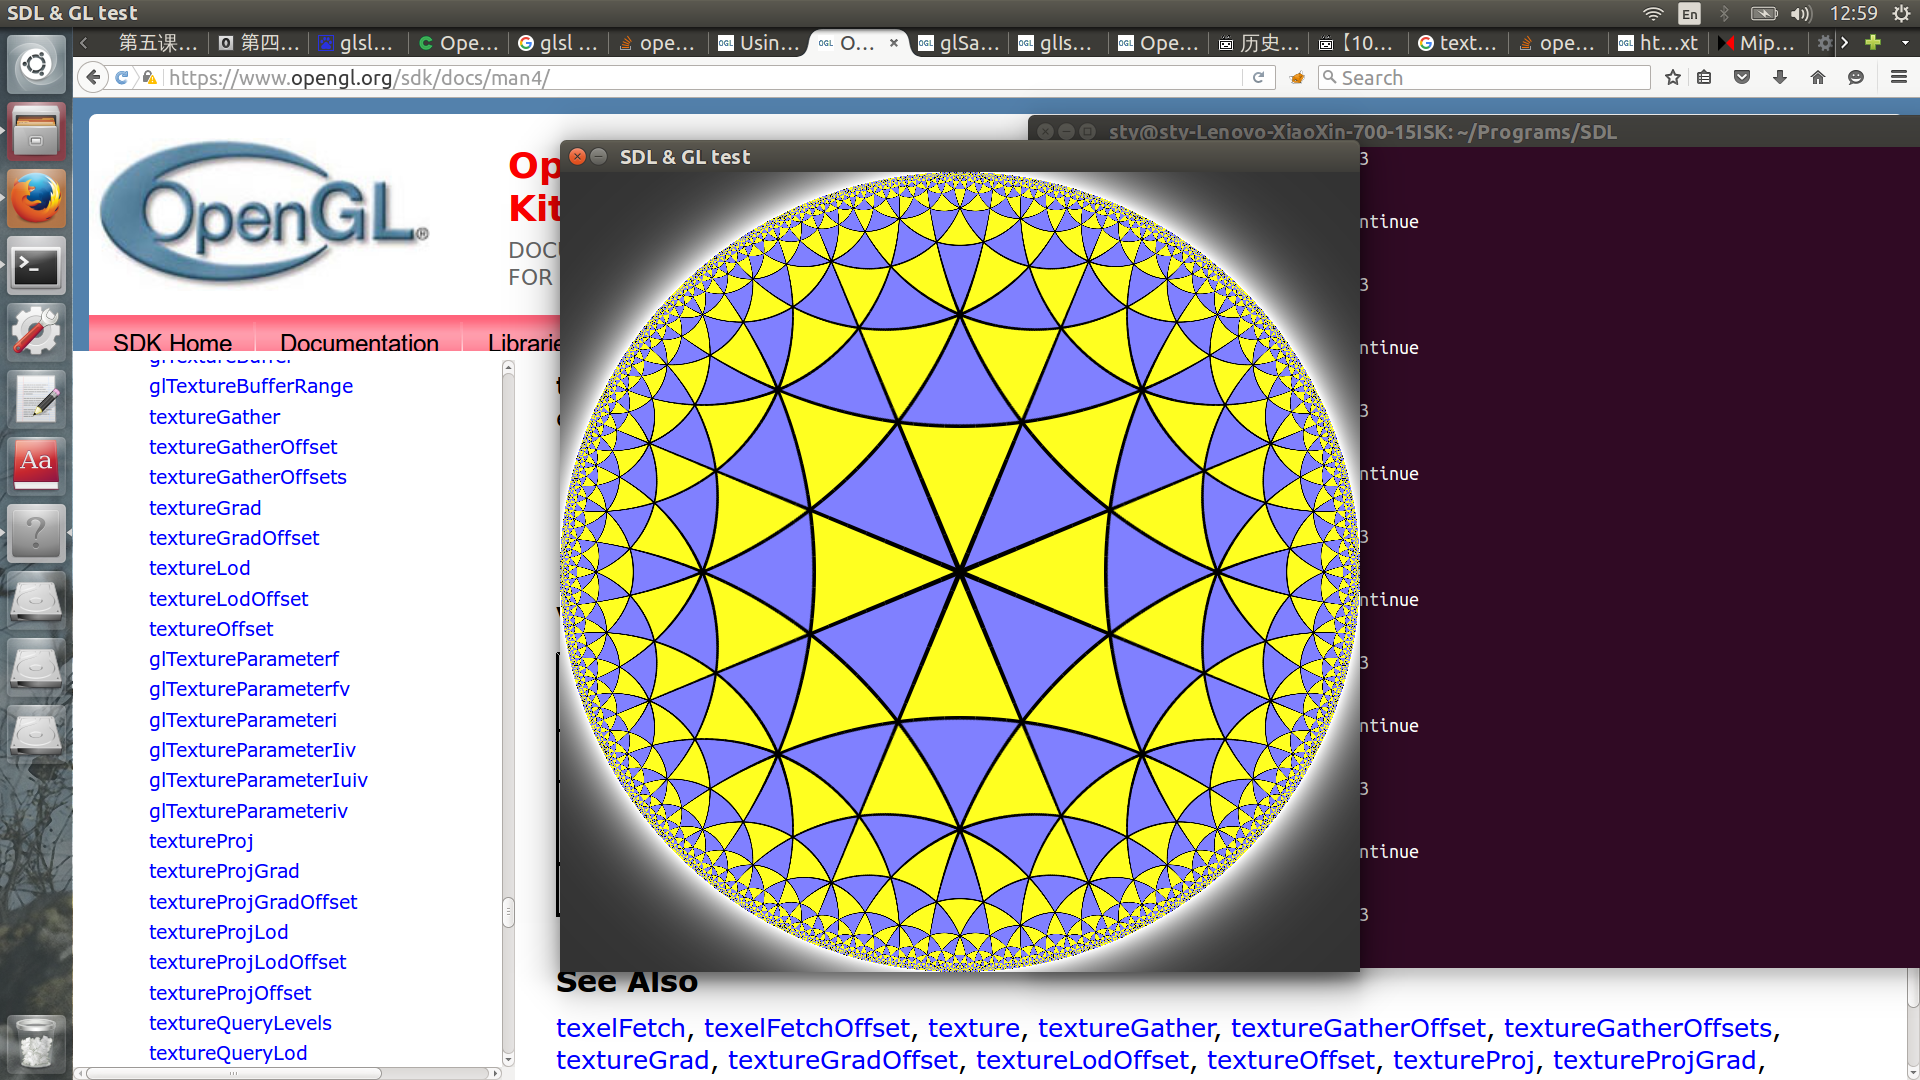 SDL & GL test
En
12:59
第五课...
第四...
glsl...
Ope...
glsl ...
ope...
Usin...
O...
glSa...
glIs...
Ope...
历史...
【10...
text...
ope...
ht...xt
Mip...
https://www.opengl.org/sdk/docs/man4/
Search
OpenGL®
Op
Kit
DOCU
FOR
SDK Home
Documentation
Librarie
sty@sty-Lenovo-XiaoXin-700-15ISK: ~/Programs/SDL
SDL & GL test
3
ntinue
3
ntinue
3
ntinue
3
ntinue
3
ntinue
3
ntinue
3
glTextureBuffer
glTextureBufferRange
textureGather
textureGatherOffset
textureGatherOffsets
textureGrad
textureGradOffset
textureLod
textureLodOffset
textureOffset
glTextureParameterf
glTextureParameterfv
glTextureParameteri
glTextureParameterIiv
glTextureParameterIuiv
glTextureParameteriv
textureProj
textureProjGrad
textureProjGradOffset
textureProjLod
textureProjLodOffset
textureProjOffset
textureQueryLevels
textureQueryLod
Aa
See Also
texelFetch, texelFetchOffset, texture, textureGather, textureGatherOffset, textureGatherOffsets,
textureGrad, textureGradOffset, textureLodOffset, textureOffset, textureProj, textureProjGrad,